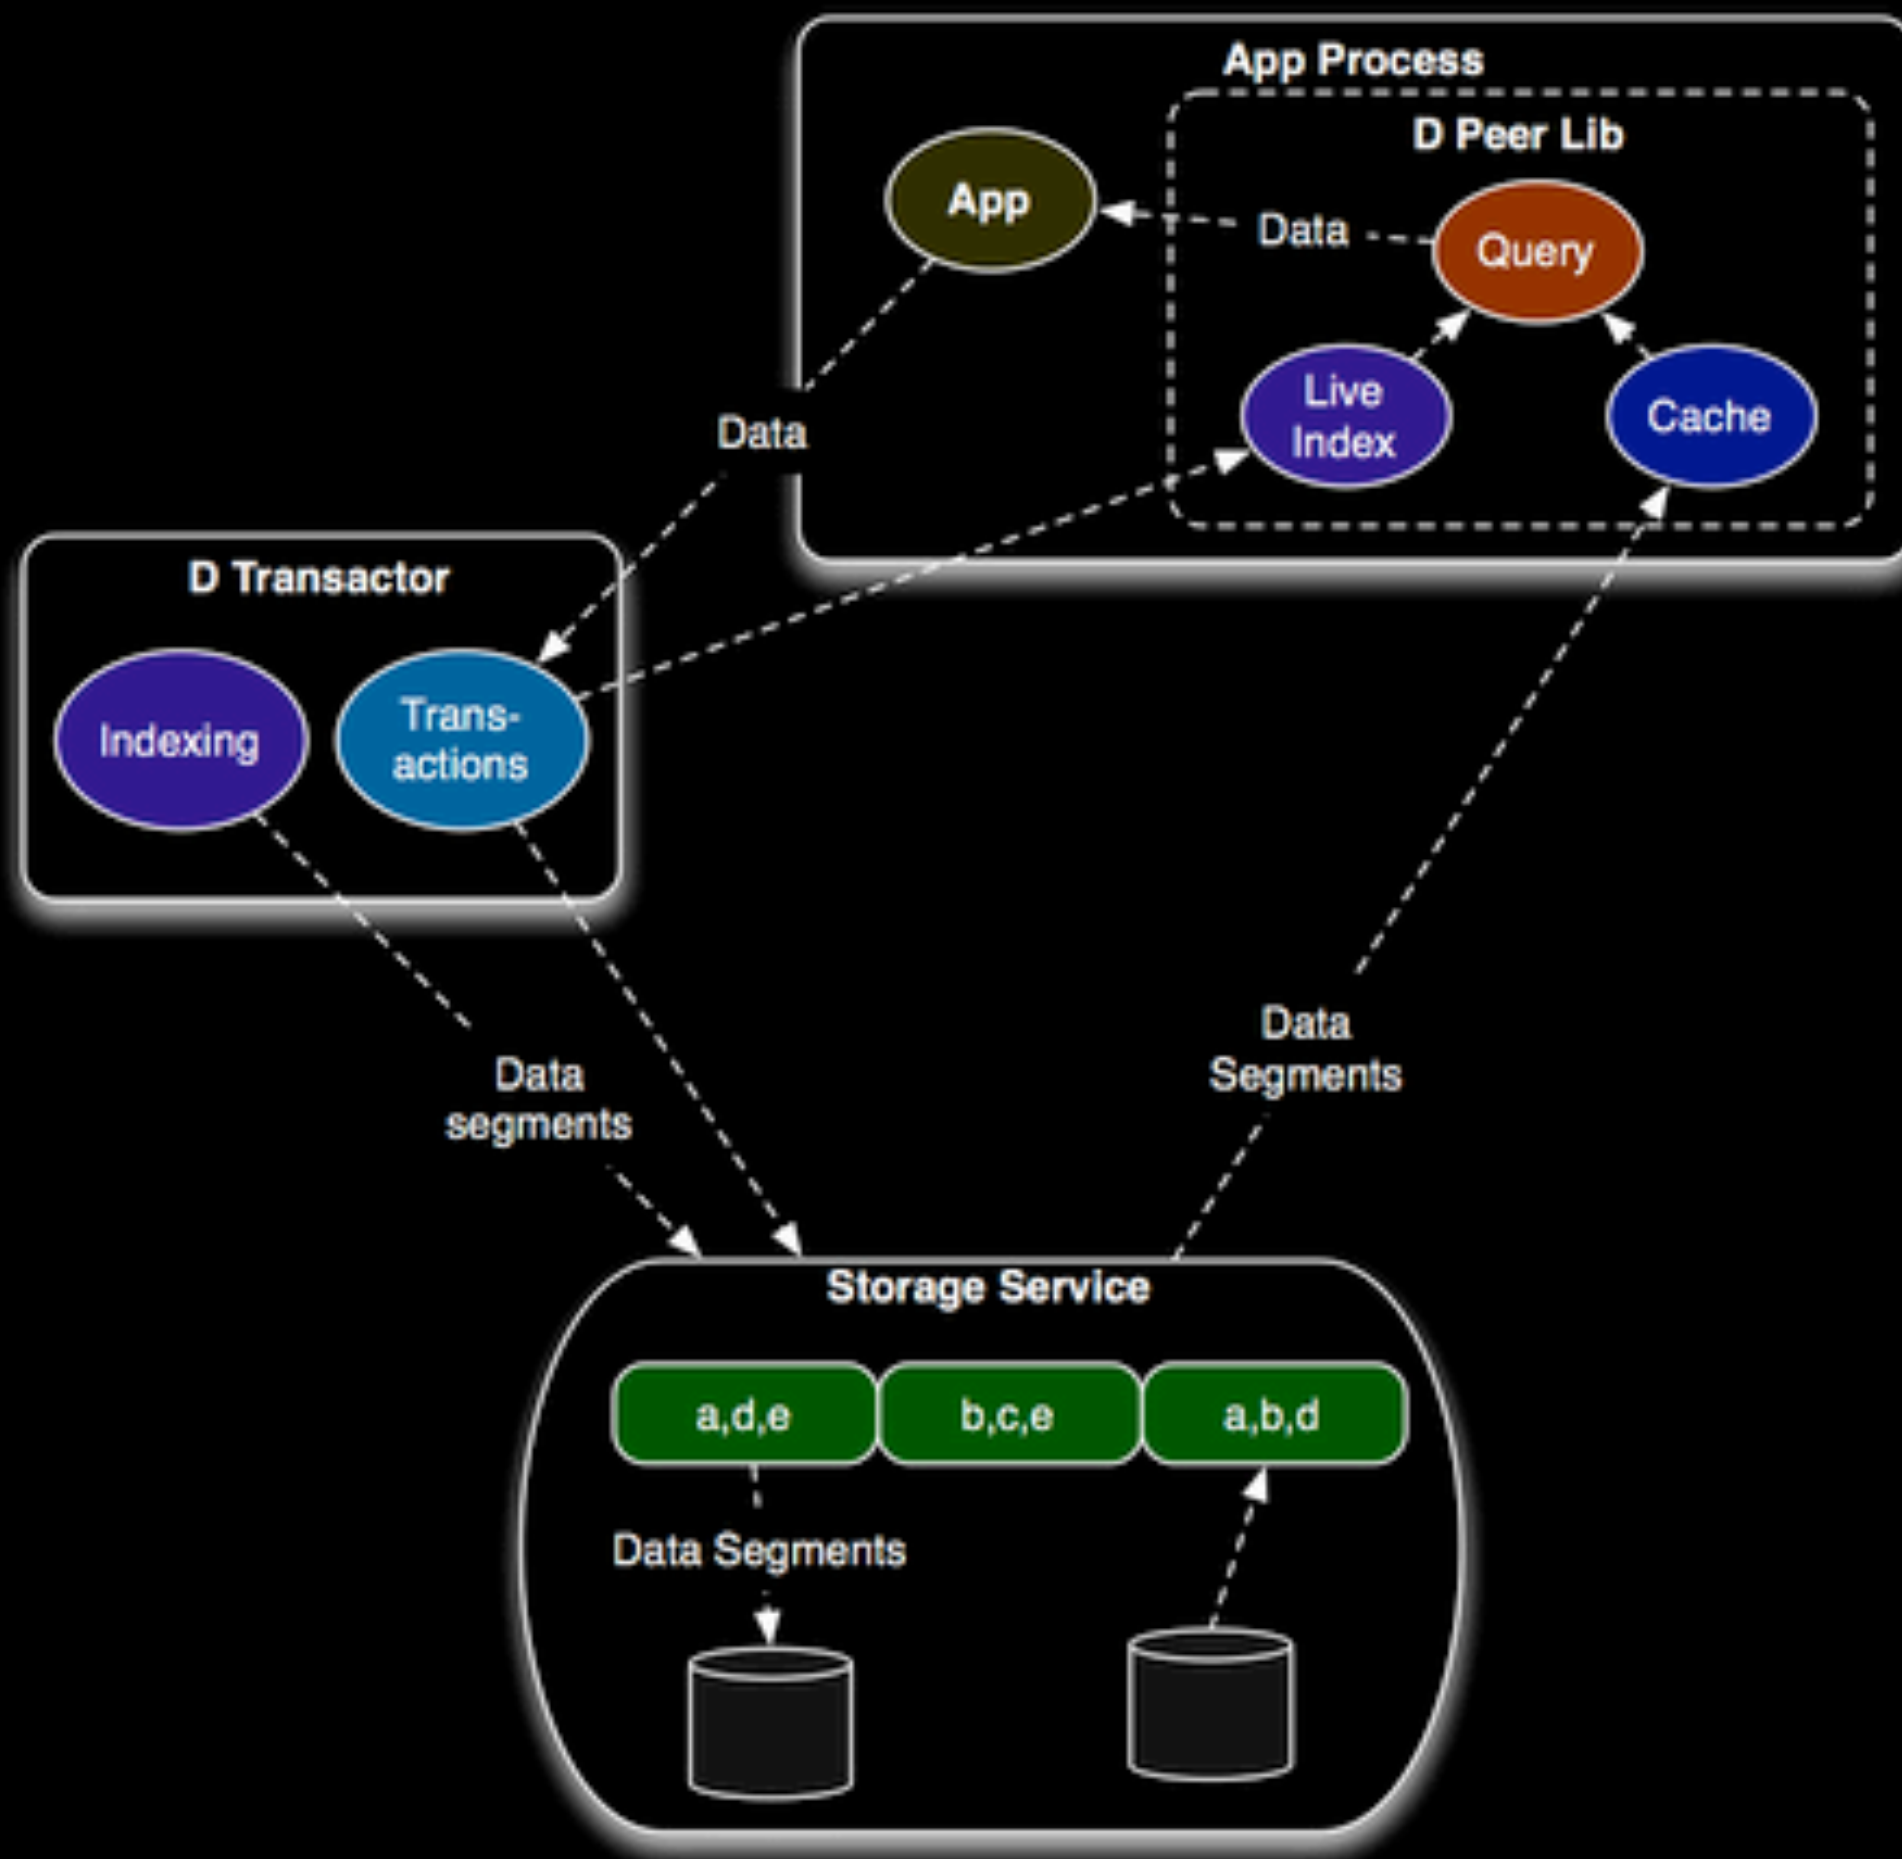 App Process
D Peer Lib
App
Data
Query
Live
Index
Cache
Data
D Transactor
Indexing
Trans-
actions
Data
segments
Data
Segments
Storage Service
a,d,e
b,c,e
a,b,d
Data Segments